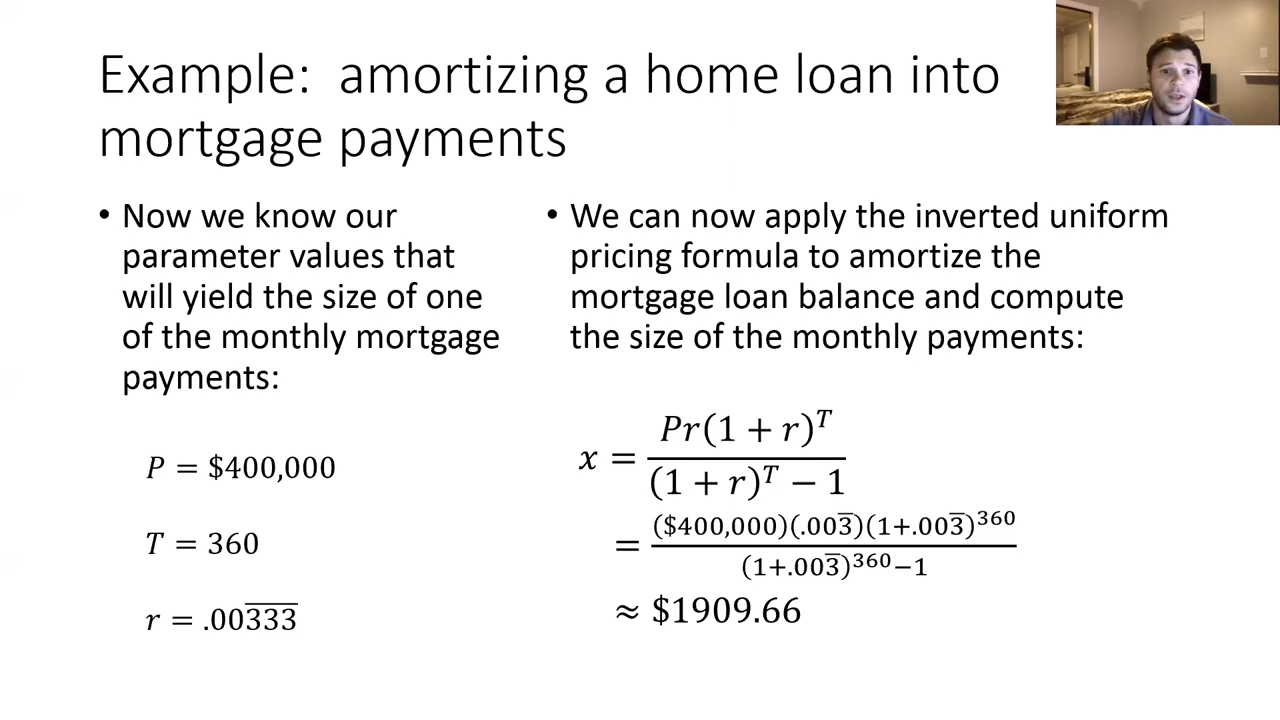 Example:  amortizing a home loan into
mortgage payments
• Now we know our
parameter values that
will yield the size of one
of the monthly mortgage
payments:
P = $400,000
T = 360
r = .003̅3̅3̅
• We can now apply the inverted uniform
pricing formula to amortize the
mortgage loan balance and compute
the size of the monthly payments:
x = Pr(1 + r)^T / (1 + r)^T − 1
= ($400,000)(.003̅)(1+.003̅)^360 / (1+.003̅)^360−1
≈ $1909.66